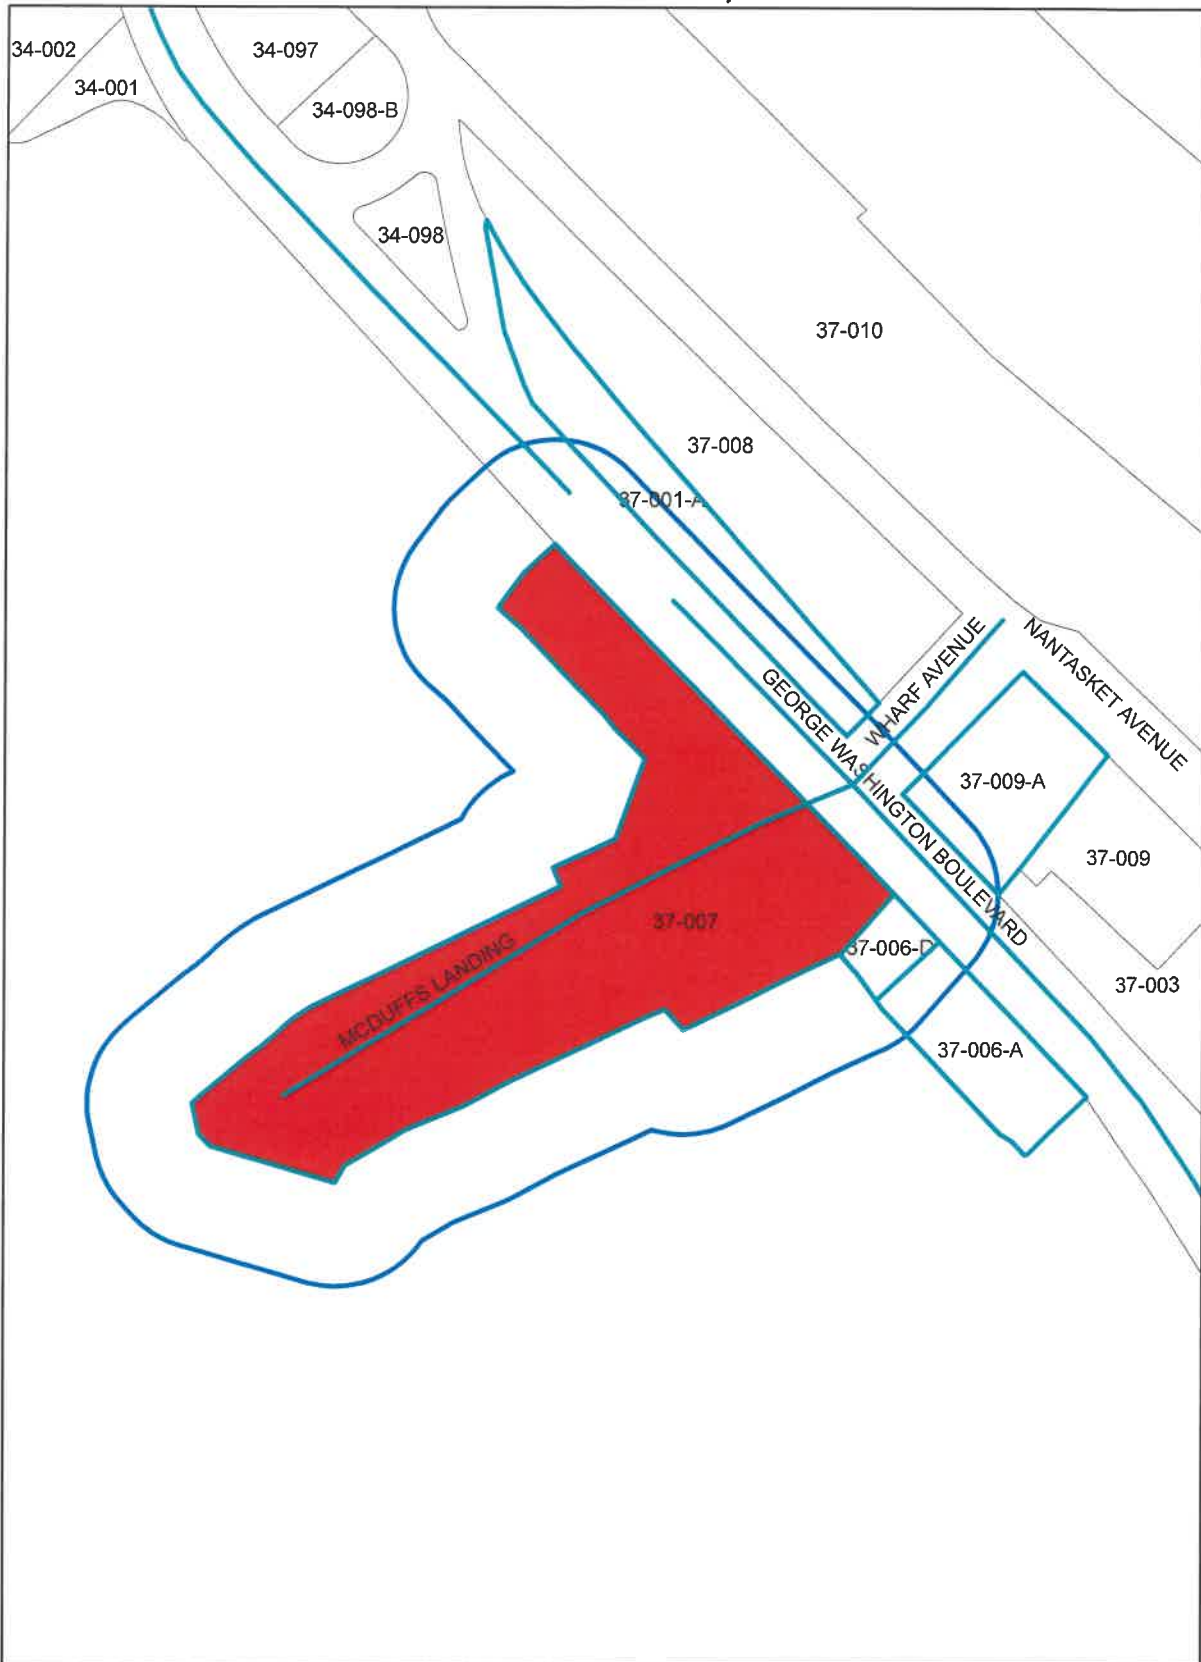 34-002
34-097
34-001
34-098-B
34-098
37-010
37-008
37-001-A
WHARF AVENUE
NANTASKET AVENUE
GEORGE WASHINGTON BOULEVARD
37-009-A
37-009
37-007
37-006-D
MCDUFFS LANDING
37-003
37-006-A